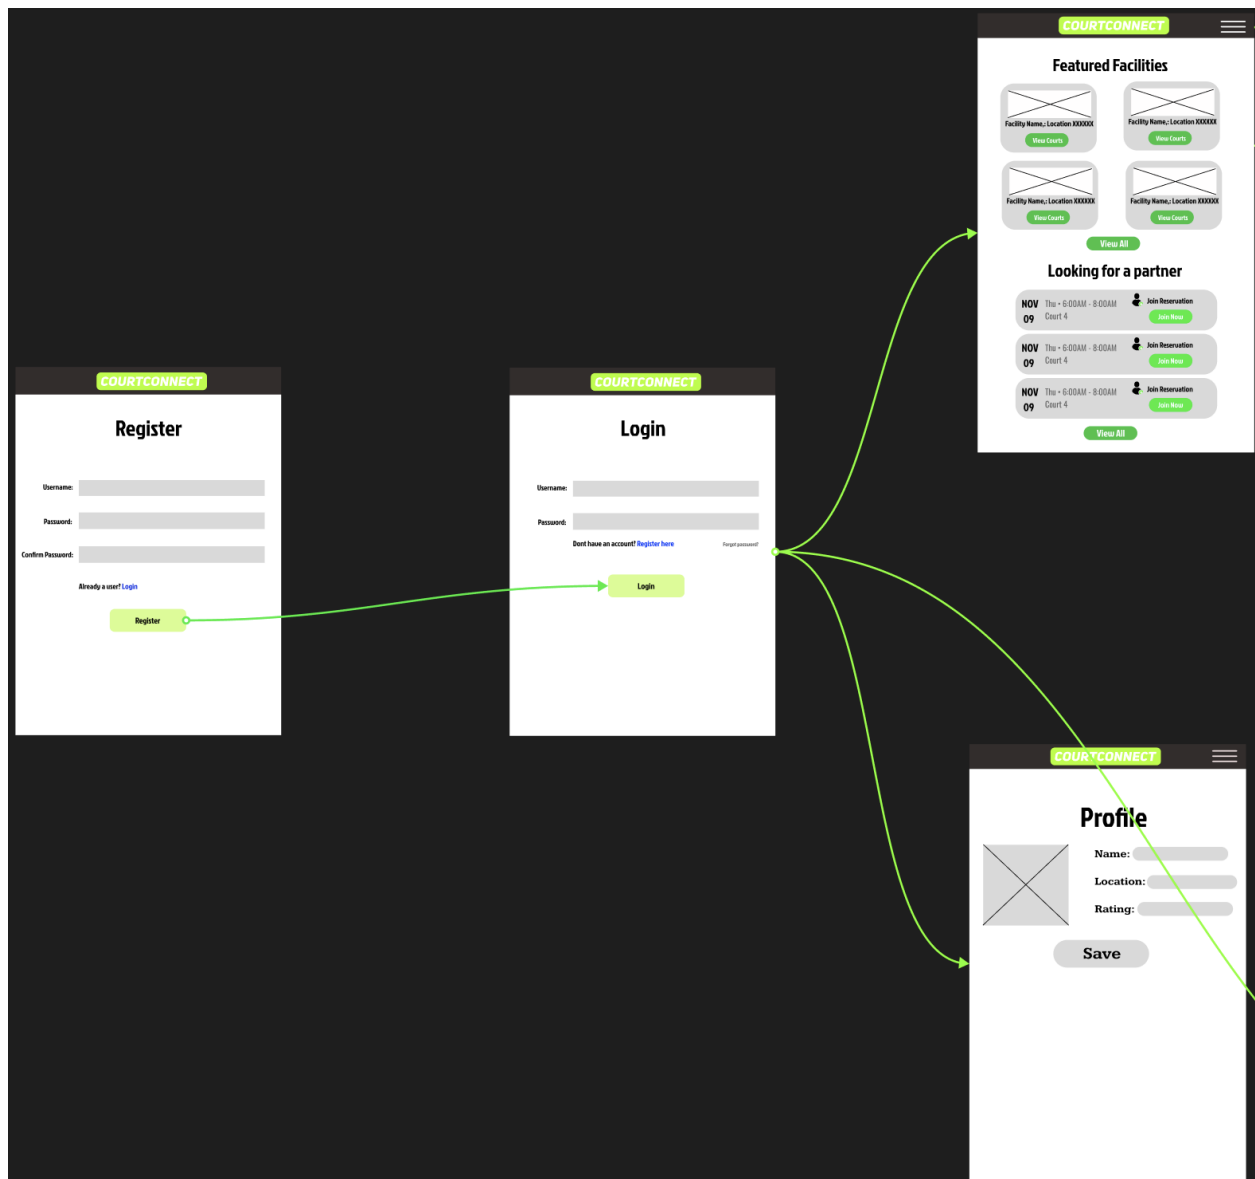 COURTCONNECT
Register
Username:
Password:
Confirm Password:
Already a user? Login
Register
COURTCONNECT
Login
Username:
Password:
Dont have an account? Register here
Forgot password?
Login
COURTCONNECT
Featured Facilities
Facility Name,: Location XXXXXX
View Courts
Facility Name,: Location XXXXXX
View Courts
Facility Name,: Location XXXXXX
View Courts
Facility Name,: Location XXXXXX
View Courts
View All
Looking for a partner
NOV 09
Thu • 6:00AM - 8:00AM
Court 4
Join Reservation
Join Now
NOV 09
Thu • 6:00AM - 8:00AM
Court 4
Join Reservation
Join Now
NOV 09
Thu • 6:00AM - 8:00AM
Court 4
Join Reservation
Join Now
View All
COURTCONNECT
Profile
Name:
Location:
Rating:
Save